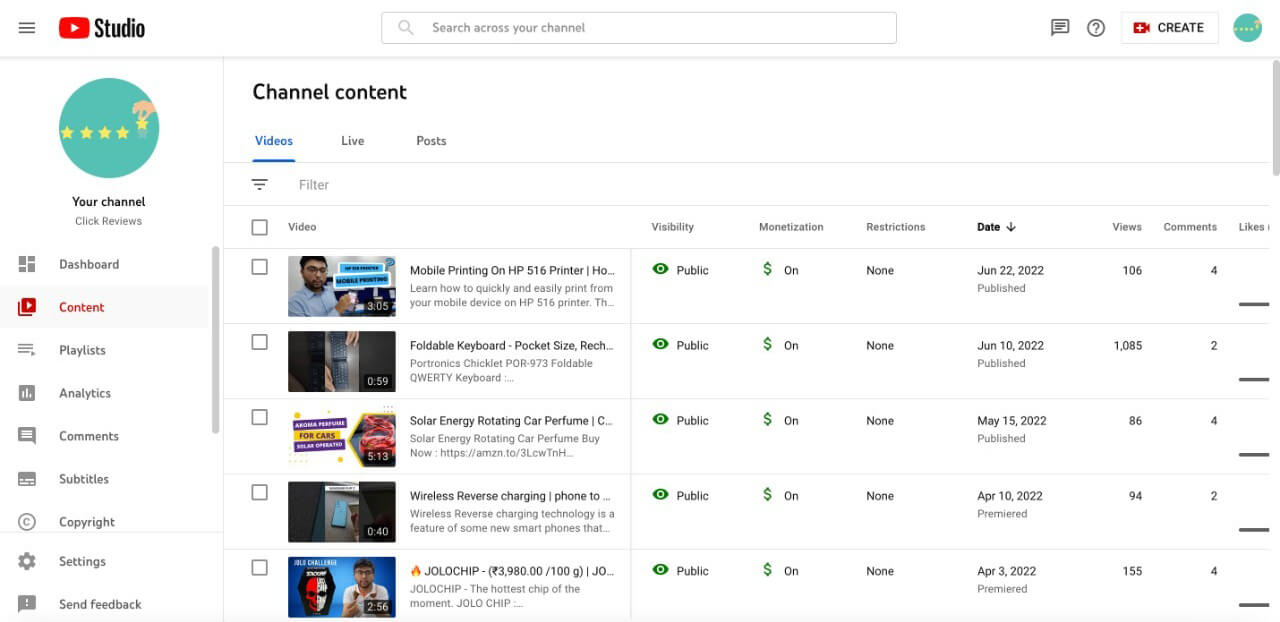 Studio
Search across your channel
CREATE
Your channel
Click Reviews
Dashboard
Content
Playlists
Analytics
Comments
Subtitles
Copyright
Settings
Send feedback
Channel content
Videos Live Posts
Filter
Video Visibility Monetization Restrictions Date Views Comments Likes (
HP 516 PRINTER
MOBILE PRINTING
3:05
Mobile Printing On HP 516 Printer | Ho...
Learn how to quickly and easily print from
your mobile device on HP 516 printer. Th...
Public $ On None Jun 22, 2022 106 4
Published
0:59
Foldable Keyboard - Pocket Size, Rech...
Portronics Chicklet POR-973 Foldable
QWERTY Keyboard :...
Public $ On None Jun 10, 2022 1,085 2
Published
AROMA PERFUME
FOR CARS
SOLAR OPERATED
5:13
Solar Energy Rotating Car Perfume | C...
Solar Energy Rotating Car Perfume Buy
Now : https://amzn.to/3LcwTnH...
Public $ On None May 15, 2022 86 4
Published
0:40
Wireless Reverse charging | phone to ...
Wireless Reverse charging technology is a
feature of some new smart phones that...
Public $ On None Apr 10, 2022 94 2
Premiered
JOLO CHALLENGE
2:56
🔥 JOLOCHIP - (₹3,980.00 /100 g) | JO...
JOLOCHIP - The hottest chip of the
moment. JOLO CHIP :...
Public $ On None Apr 3, 2022 155 4
Premiered